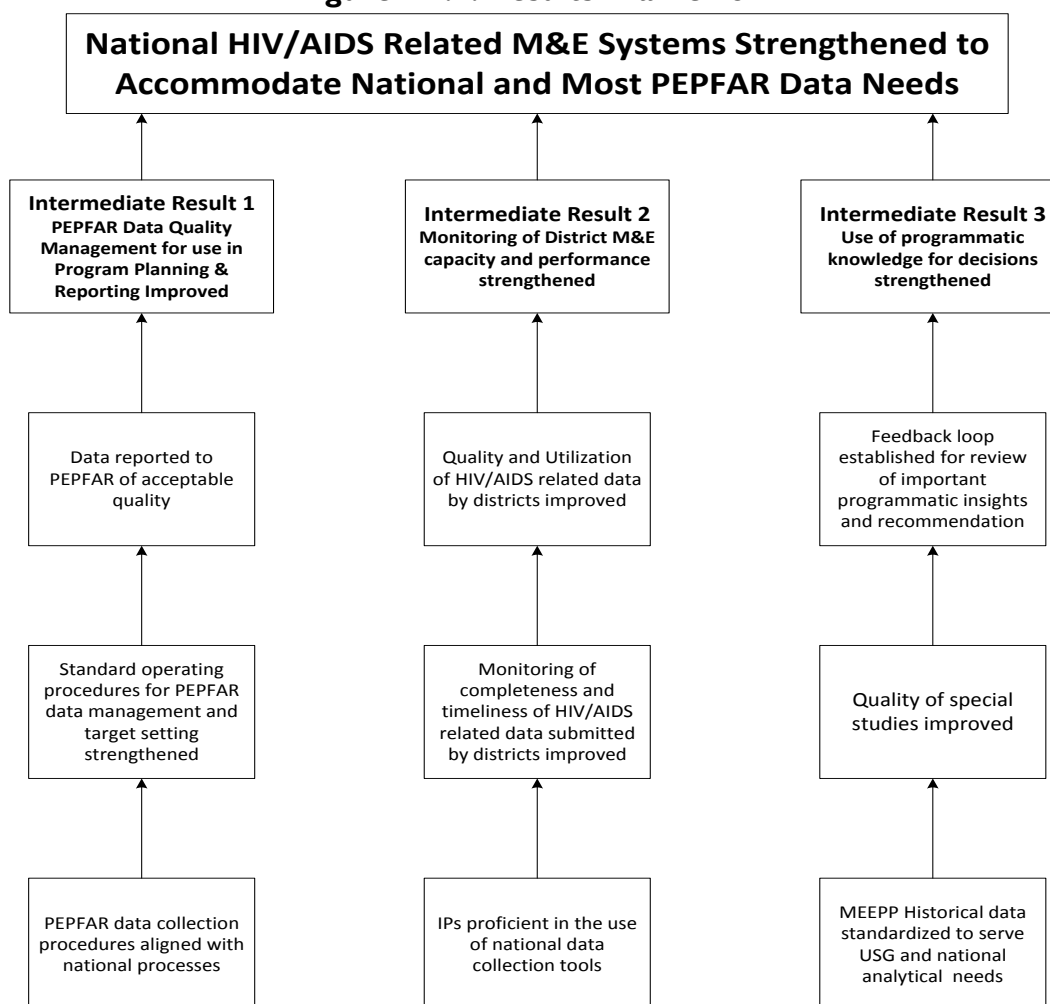 National HIV/AIDS Related M&E Systems Strengthened to
Accommodate National and Most PEPFAR Data Needs
Intermediate Result 1
PEPFAR Data Quality
Management for use in
Program Planning &
Reporting Improved
Intermediate Result 2
Monitoring of District M&E
capacity and performance
strengthened
Intermediate Result 3
Use of programmatic
knowledge for decisions
strengthened
Data reported to
PEPFAR of acceptable
quality
Quality and Utilization
of HIV/AIDS related data
by districts improved
Feedback loop
established for review
of important
programmatic insights
and recommendation
Standard operating
procedures for PEPFAR
data management and
target setting
strengthened
Monitoring of
completeness and
timeliness of HIV/AIDS
related data submitted
by districts improved
Quality of special
studies improved
PEPFAR data collection
procedures aligned with
national processes
IPs proficient in the use
of national data
collection tools
MEEPP Historical data
standardized to serve
USG and national
analytical needs